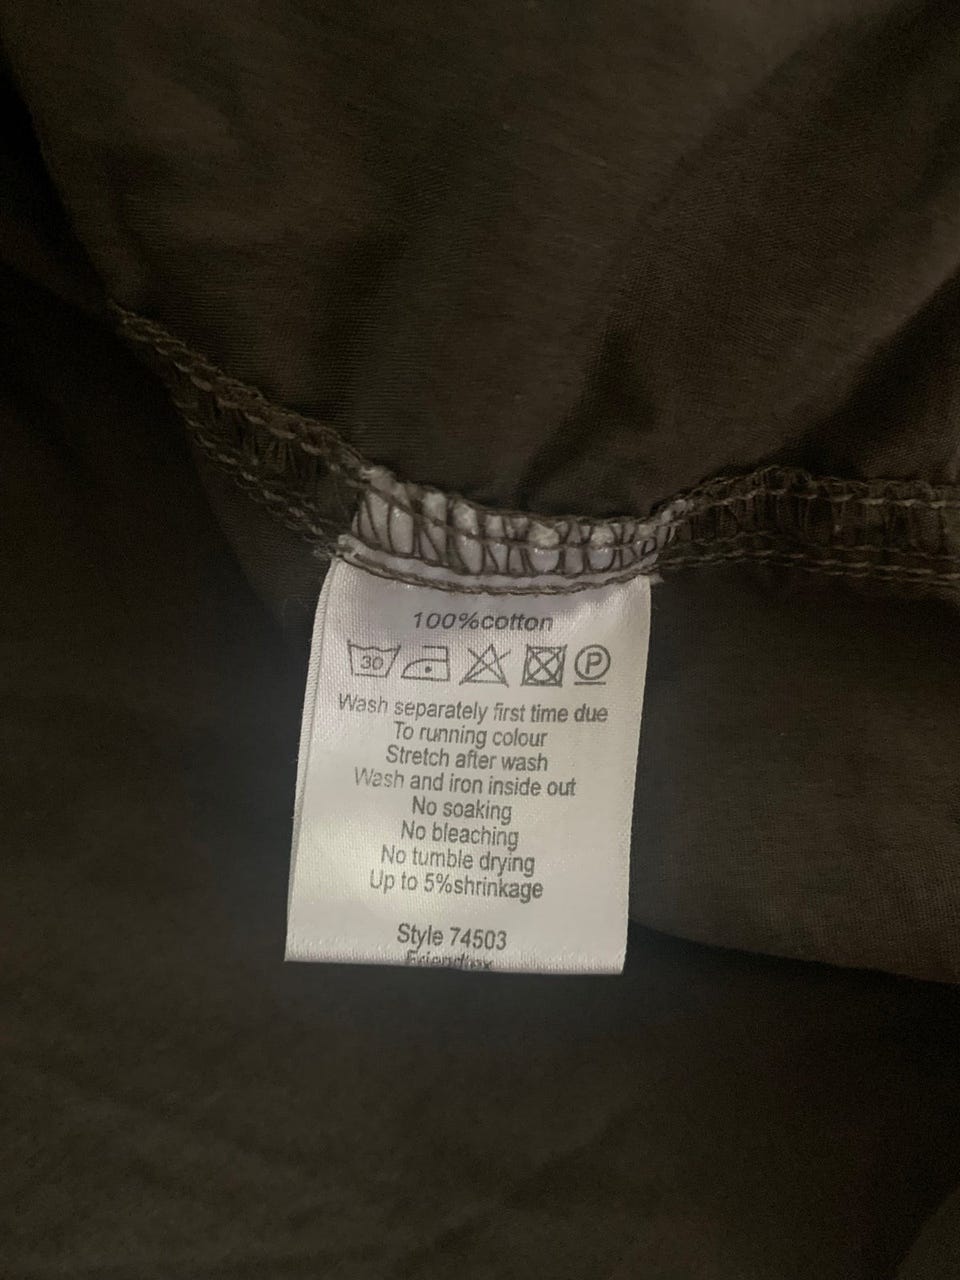 100%cotton
30 P
Wash separately first time due
To running colour
Stretch after wash
Wash and iron inside out
No soaking
No bleaching
No tumble drying
Up to 5%shrinkage
Style 74503